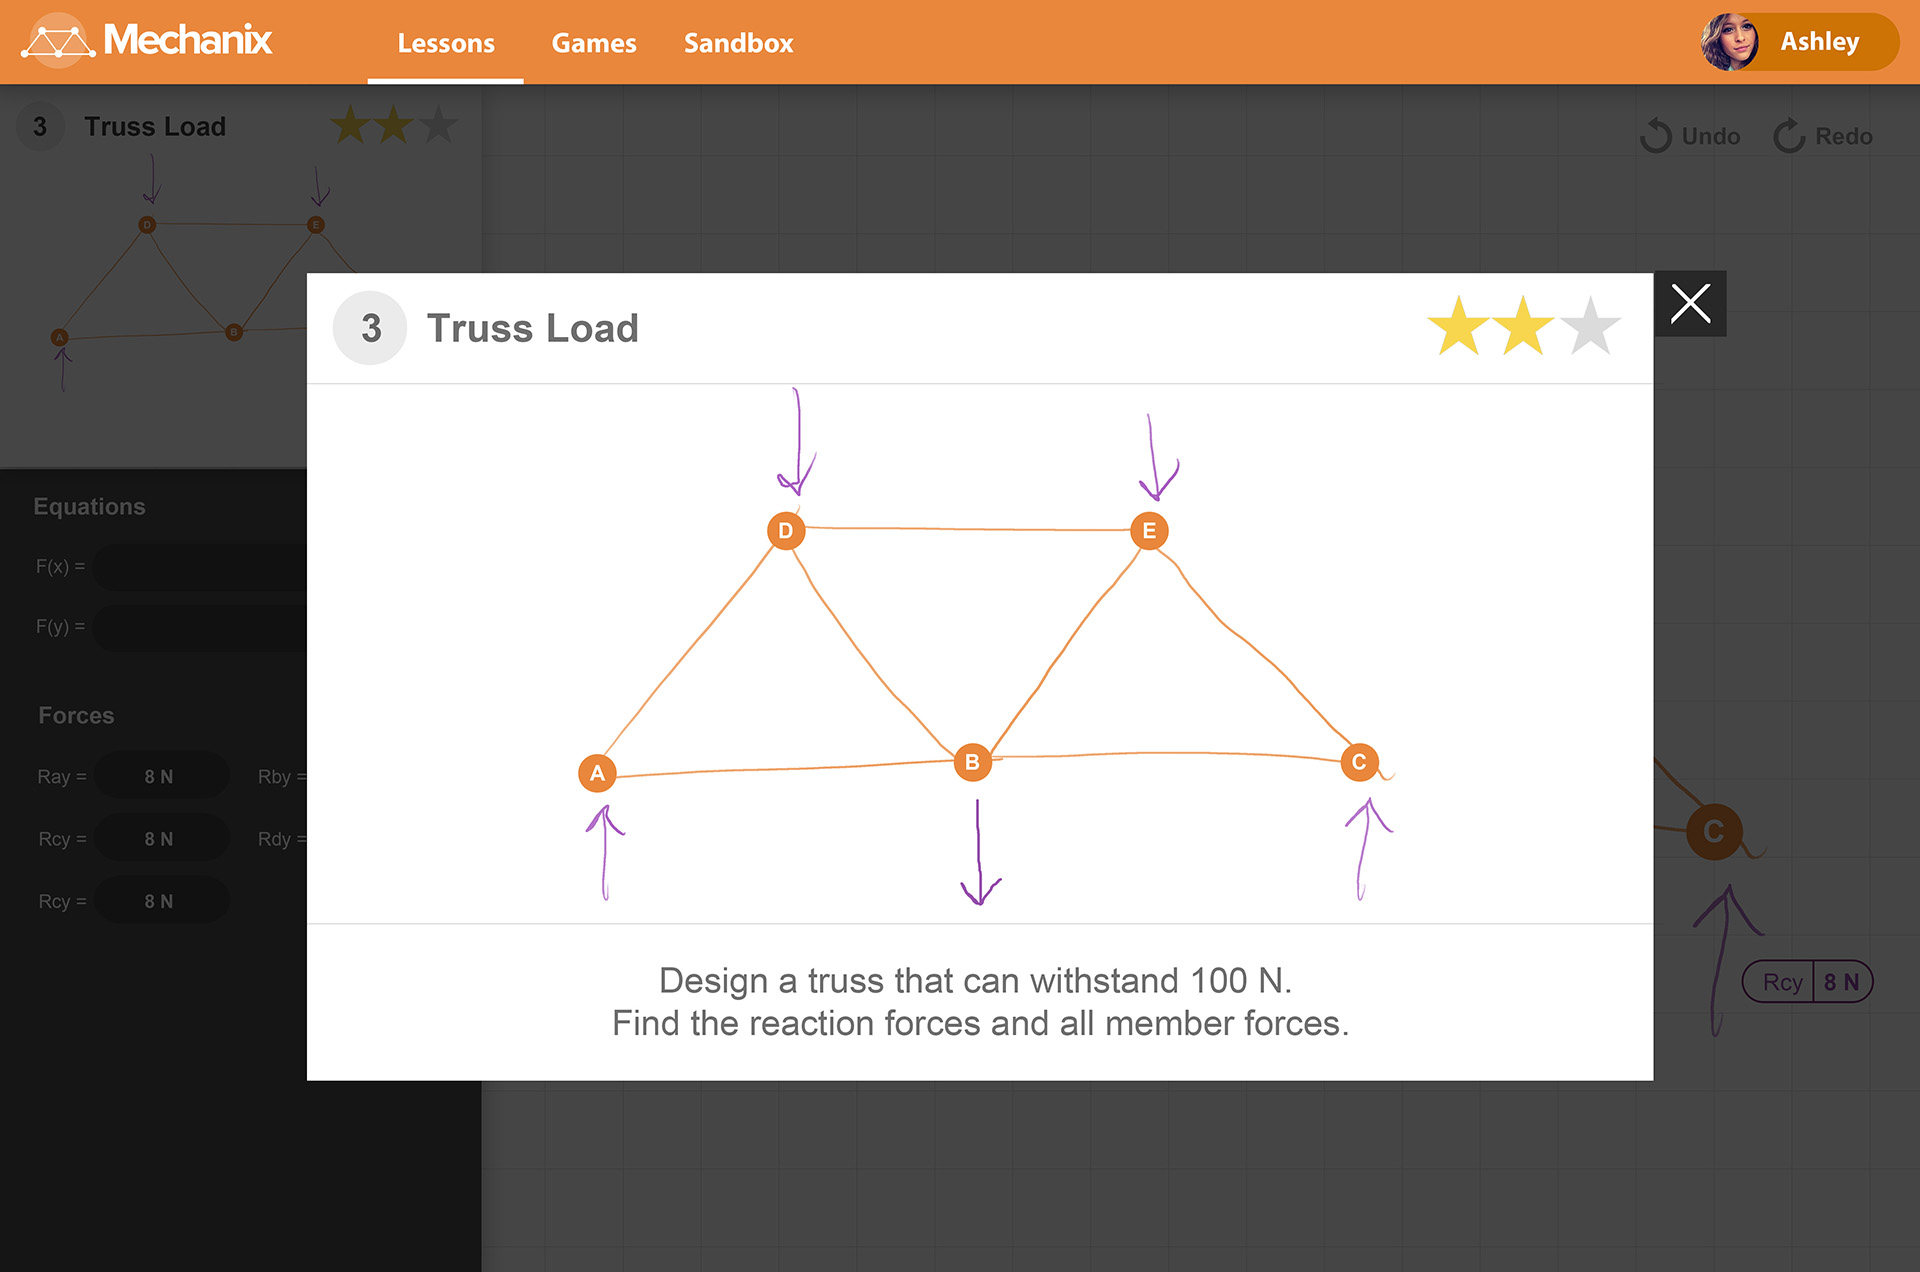 Mechanix
Lessons
Games
Sandbox
Ashley
3
Truss Load
Undo
Redo
D
E
A
B
3
Truss Load
D
E
A
B
C
Design a truss that can withstand 100 N.
Find the reaction forces and all member forces.
Equations
F(x) =
F(y) =
Forces
Ray =
8 N
Rby =
Rcy =
8 N
Rdy =
Rcy =
8 N
C
Rcy
8 N